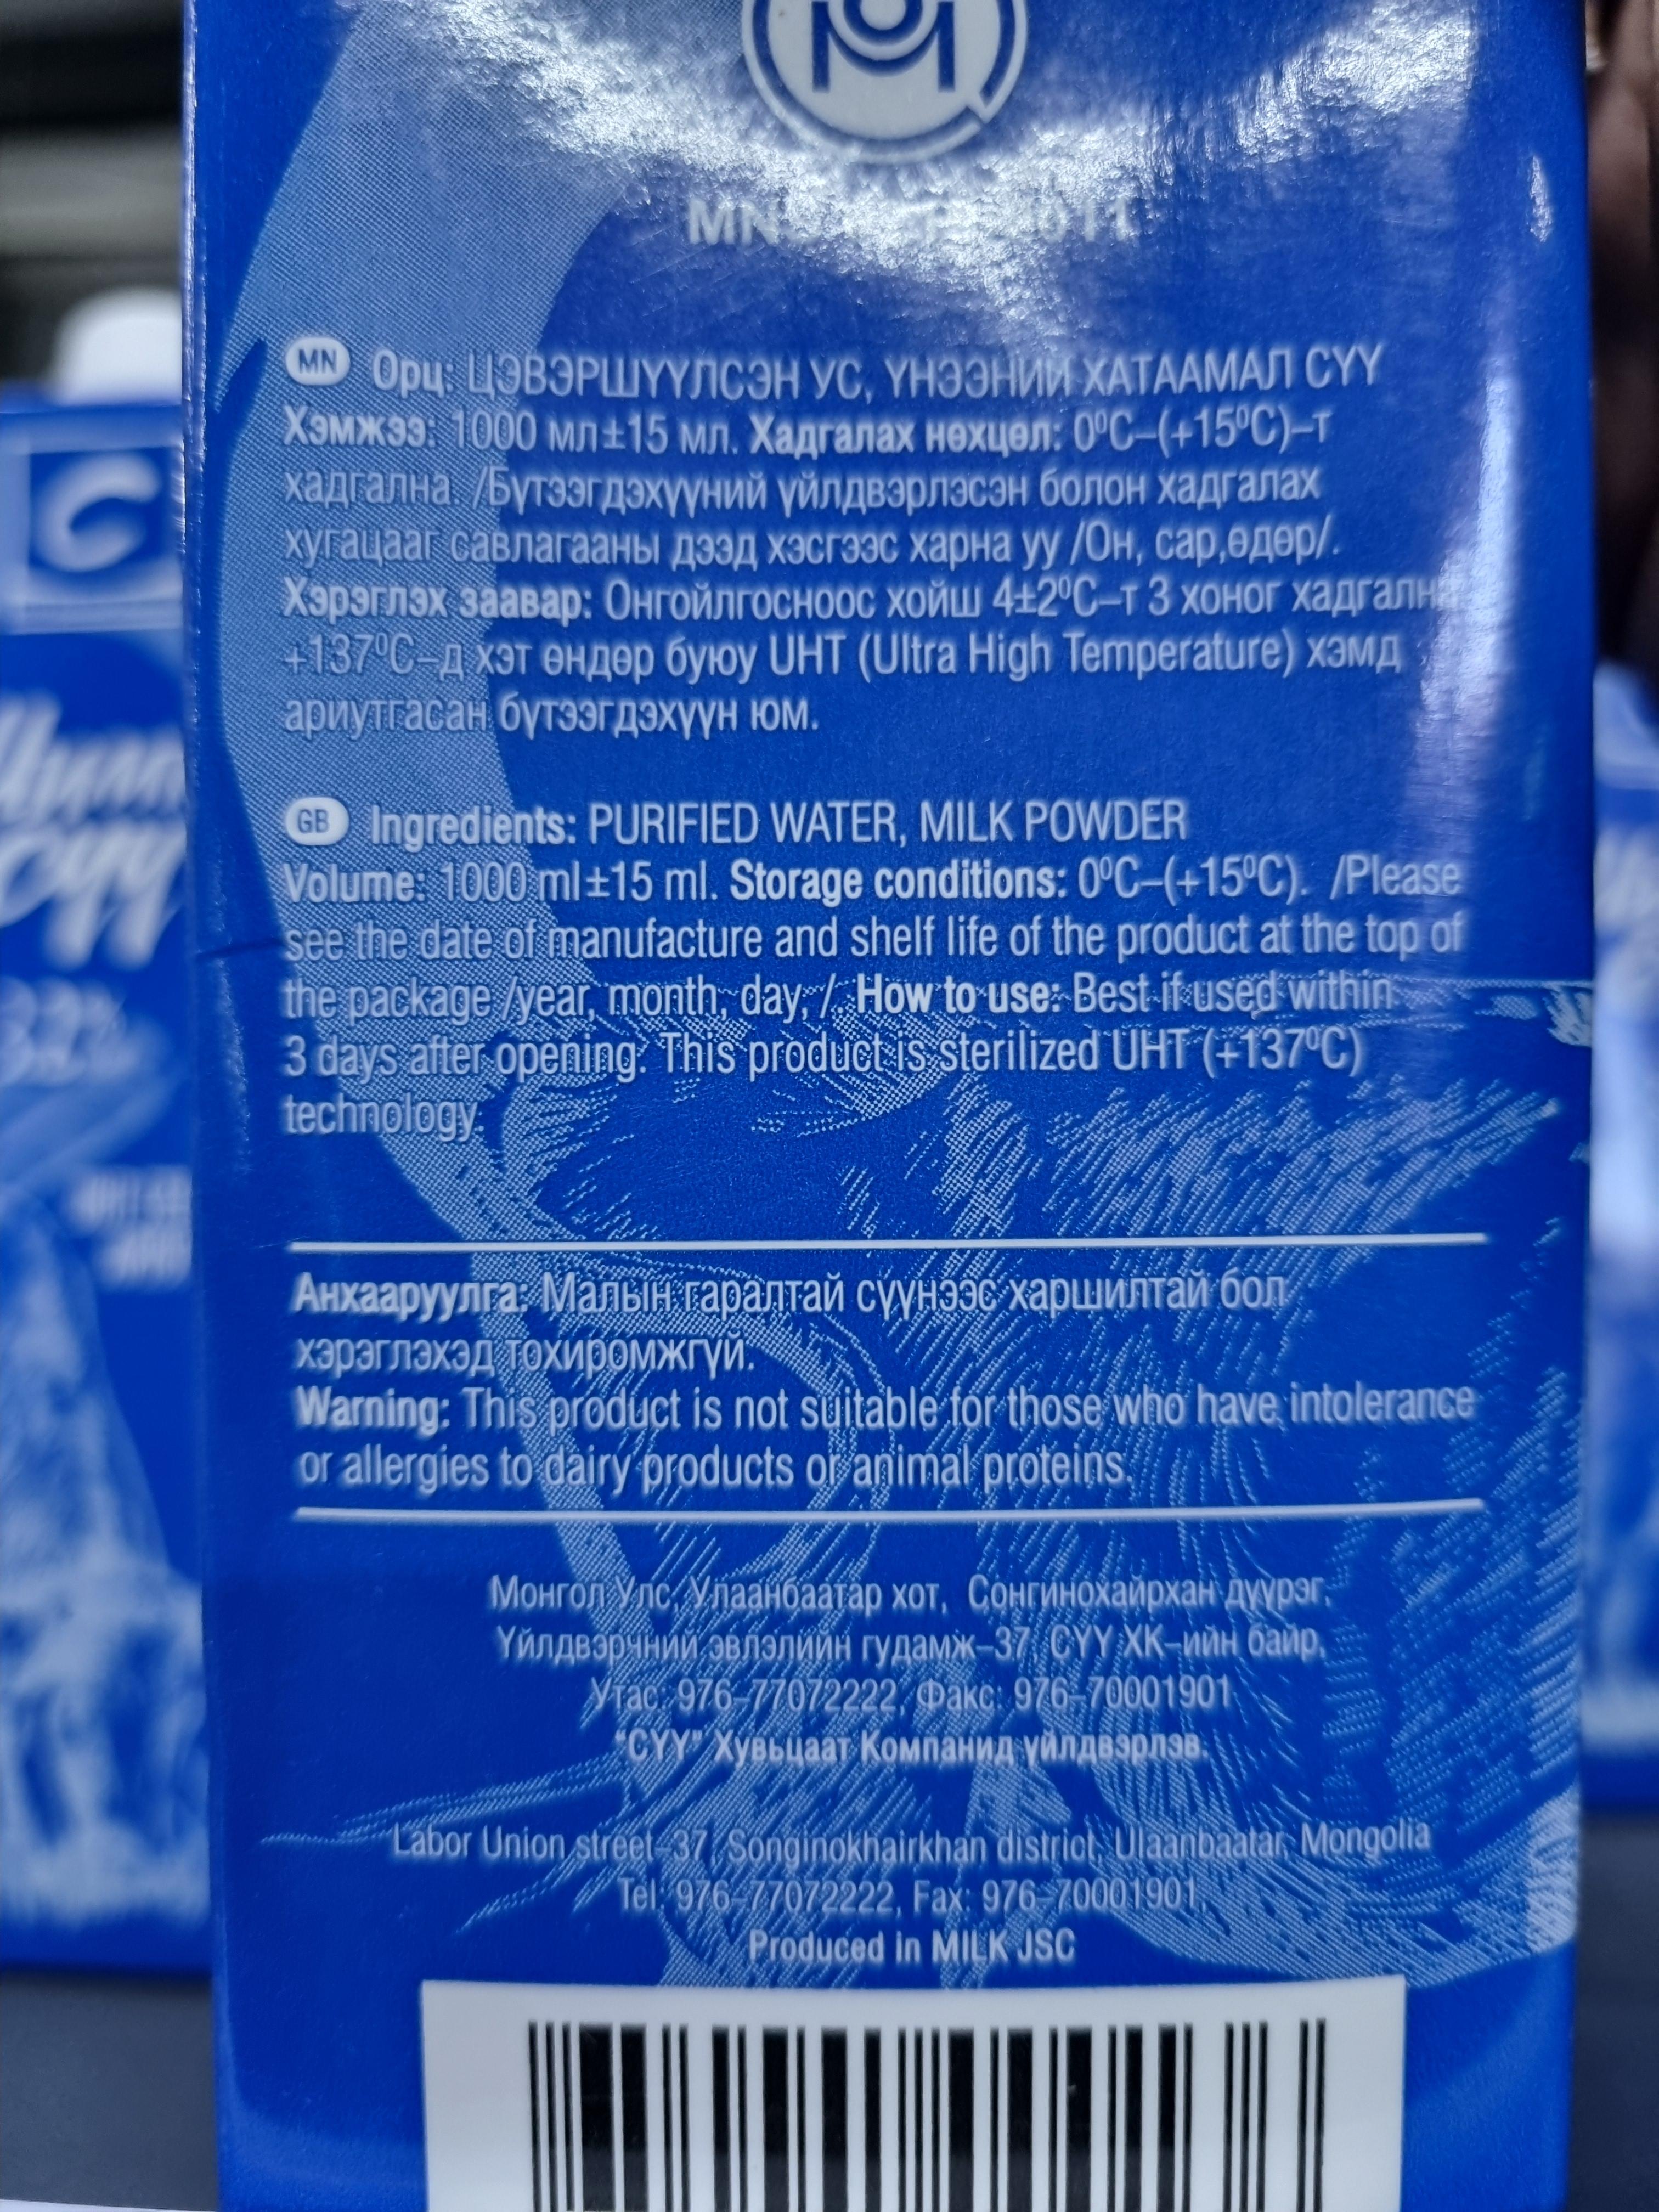 MN
MN Орц: ЦЭВЭРШҮҮЛСЭН УС, ҮНЭЭНИЙ ХАТААМАЛ СҮҮ
Хэмжээ: 1000 мл±15 мл. Хадгалах нөхцөл: 0⁰C–(+15⁰C)–т
хадгална. /Бүтээгдэхүүний үйлдвэрлэсэн болон хадгалах
хугацааг савлагааны дээд хэсгээс харна уу /Он, сар,өдөр/.
Хэрэглэх заавар: Онгойлгосноос хойш 4±2⁰C–т 3 хоног хадгална
+137⁰C–д хэт өндөр буюу UHT (Ultra High Temperature) хэмд
ариутгасан бүтээгдэхүүн юм.
GB Ingredients: PURIFIED WATER, MILK POWDER
Volume: 1000 ml±15 ml. Storage conditions: 0⁰C–(+15⁰C). /Please
see the date of manufacture and shelf life of the product at the top of
the package /year, month, day, /. How to use: Best if used within
3 days after opening. This product is sterilized UHT (+137⁰C)
technology.
Анхааруулга: Малын гаралтай сүүнээс харшилтай бол
хэрэглэхэд тохиромжгүй.
Warning: This product is not suitable for those who have intolerance
or allergies to dairy products or animal proteins.
Монгол Улс, Улаанбаатар хот, Сонгинохайрхан дүүрэг,
Үйлдвэрчний эвлэлийн гудамж–37, СҮҮ ХК–ийн байр,
Утас: 976–77072222, Факс: 976–70001901
"СҮҮ" Хувьцаат Компанид үйлдвэрлэв.
Labor Union street–37, Songinokhairkhan district, Ulaanbaatar, Mongolia
Tel: 976–77072222, Fax: 976–70001901,
Produced in MILK JSC